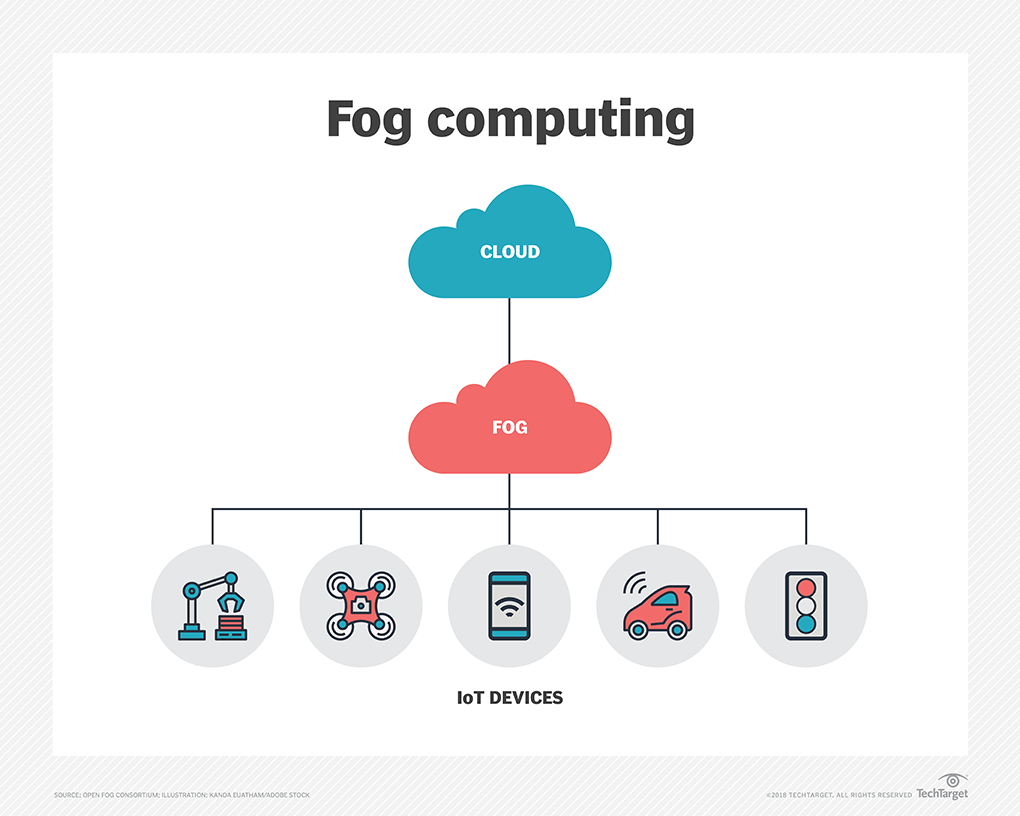 Fog computing
CLOUD
FOG
IoT DEVICES
SOURCE: OPEN FOG CONSORTIUM; ILLUSTRATION: KANDA EUATHAM/ADOBE STOCK
©2018 TECHTARGET. ALL RIGHTS RESERVED
TechTarget